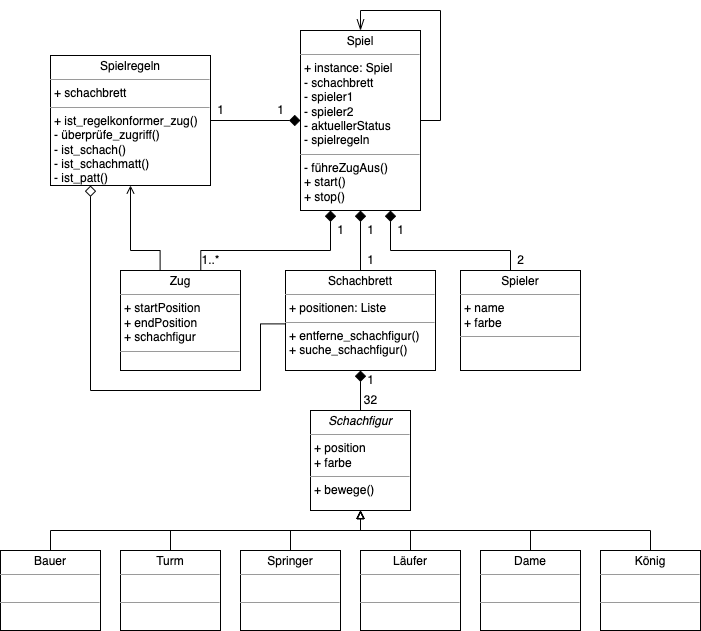 Spielregeln
+ schachbrett
+ ist_regelkonformer_zug()
- überprüfe_zugriff()
- ist_schach()
- ist_schachmatt()
- ist_patt()
1
1
Spiel
+ instance: Spiel
- schachbrett
- spieler1
- spieler2
- aktuellerStatus
- spielregeln
- führeZugAus()
+ start()
+ stop()
1
1
1
1..*
1
2
Zug
+ startPosition
+ endPosition
+ schachfigur
Schachbrett
+ positionen: Liste
+ entferne_schachfigur()
+ suche_schachfigur()
Spieler
+ name
+ farbe
1
32
Schachfigur
+ position
+ farbe
+ bewege()
Bauer
Turm
Springer
Läufer
Dame
König